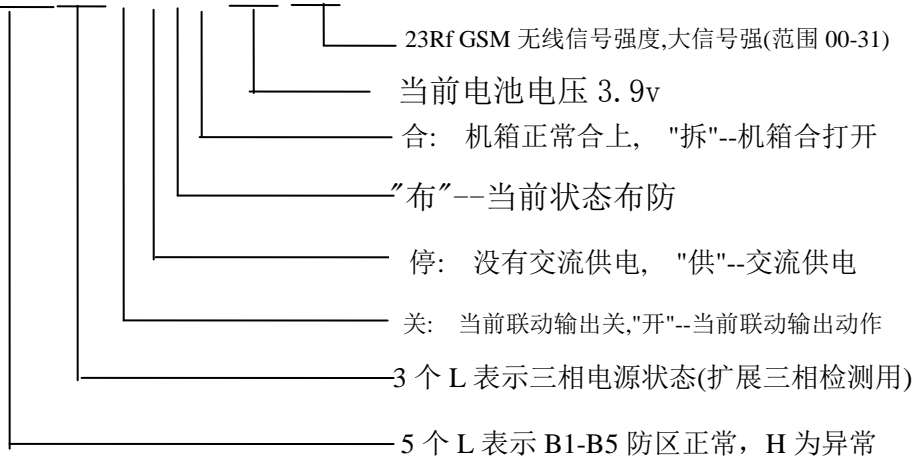 23Rf GSM 无线信号强度,大信号强(范围 00-31)
当前电池电压 3.9v
合: 机箱正常合上, "拆"--机箱合打开
"布"--当前状态布防
停: 没有交流供电, "供"--交流供电
关: 当前联动输出关,"开"--当前联动输出动作
3 个 L 表示三相电源状态(扩展三相检测用)
5 个 L 表示 B1-B5 防区正常，H 为异常